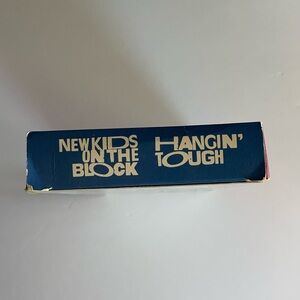 NEW KIDS
ON THE
BLOCK
HANGIN'
TOUGH